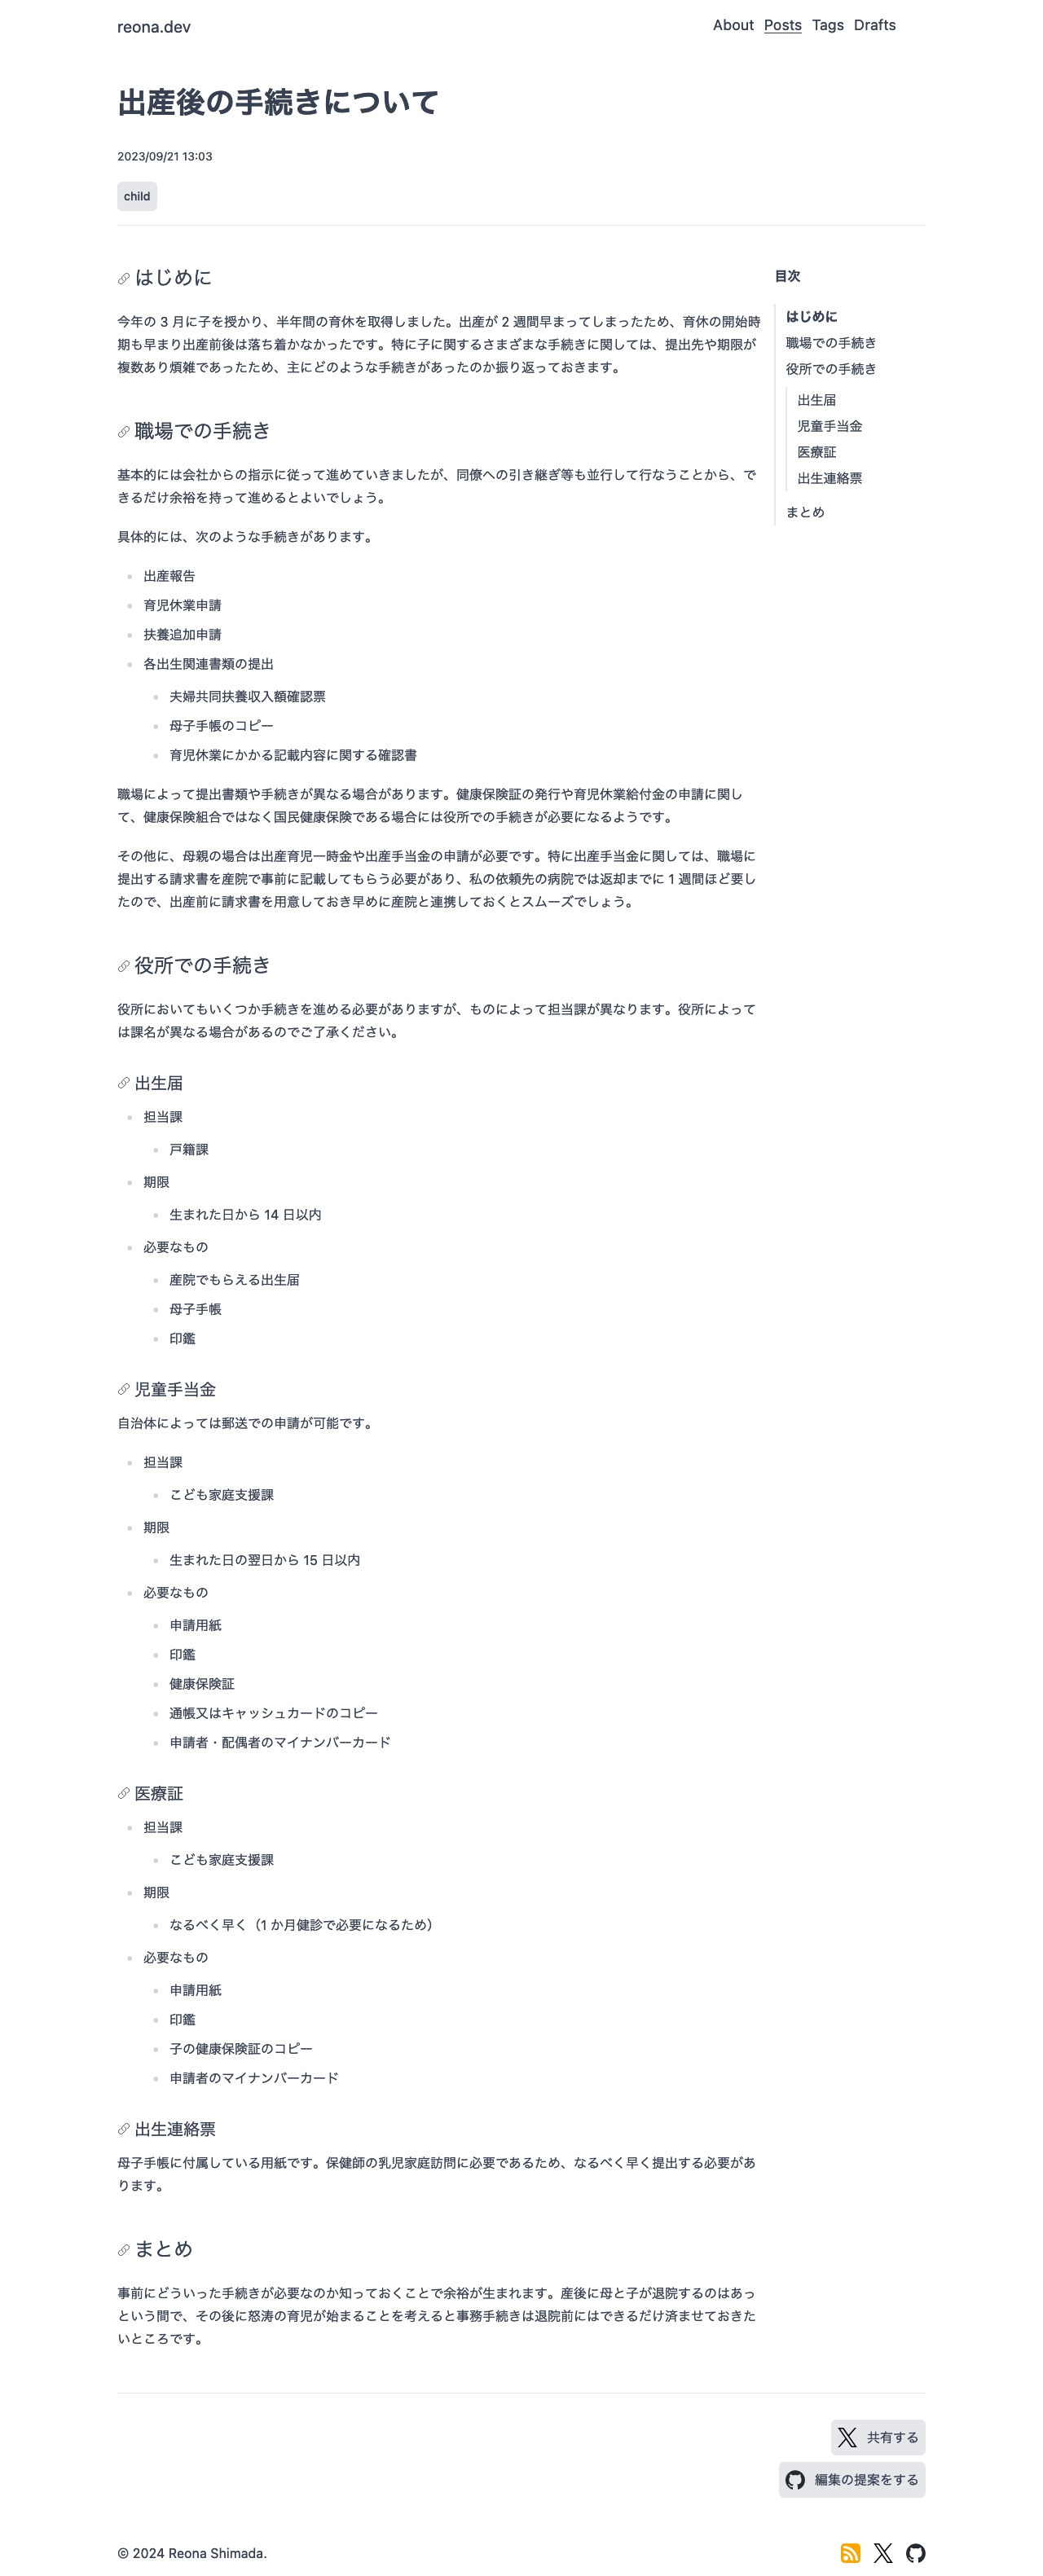 reona.dev
About Posts Tags Drafts
出産後の手続きについて
2023/09/21 13:03
child
はじめに
今年の 3 月に子を授かり、半年間の育休を取得しました。出産が 2 週間早まってしまったため、育休の開始時
期も早まり出産前後は落ち着かなかったです。特に子に関するさまざまな手続きに関しては、提出先や期限が
複数あり煩雑であったため、主にどのような手続きがあったのか振り返っておきます。
職場での手続き
基本的には会社からの指示に従って進めていきましたが、同僚への引き継ぎ等も並行して行なうことから、で
きるだけ余裕を持って進めるとよいでしょう。
具体的には、次のような手続きがあります。
出産報告
育児休業申請
扶養追加申請
各出生関連書類の提出
夫婦共同扶養収入額確認票
母子手帳のコピー
育児休業にかかる記載内容に関する確認書
職場によって提出書類や手続きが異なる場合があります。健康保険証の発行や育児休業給付金の申請に関し
て、健康保険組合ではなく国民健康保険である場合には役所での手続きが必要になるようです。
その他に、母親の場合は出産育児一時金や出産手当金の申請が必要です。特に出産手当金に関しては、職場に
提出する請求書を産院で事前に記載してもらう必要があり、私の依頼先の病院では返却までに 1 週間ほど要し
たので、出産前に請求書を用意しておき早めに産院と連携しておくとスムーズでしょう。
役所での手続き
役所においてもいくつか手続きを進める必要がありますが、ものによって担当課が異なります。役所によって
は課名が異なる場合があるのでご了承ください。
出生届
担当課
戸籍課
期限
生まれた日から 14 日以内
必要なもの
産院でもらえる出生届
母子手帳
印鑑
児童手当金
自治体によっては郵送での申請が可能です。
担当課
こども家庭支援課
期限
生まれた日の翌日から 15 日以内
必要なもの
申請用紙
印鑑
健康保険証
通帳又はキャッシュカードのコピー
申請者・配偶者のマイナンバーカード
医療証
担当課
こども家庭支援課
期限
なるべく早く（1 か月健診で必要になるため）
必要なもの
申請用紙
印鑑
子の健康保険証のコピー
申請者のマイナンバーカード
出生連絡票
母子手帳に付属している用紙です。保健師の乳児家庭訪問に必要であるため、なるべく早く提出する必要があ
ります。
まとめ
事前にどういった手続きが必要なのか知っておくことで余裕が生まれます。産後に母と子が退院するのはあっ
という間で、その後に怒涛の育児が始まることを考えると事務手続きは退院前にはできるだけ済ませておきた
いところです。
目次
はじめに
職場での手続き
役所での手続き
出生届
児童手当金
医療証
出生連絡票
まとめ
共有する
編集の提案をする
© 2024 Reona Shimada.